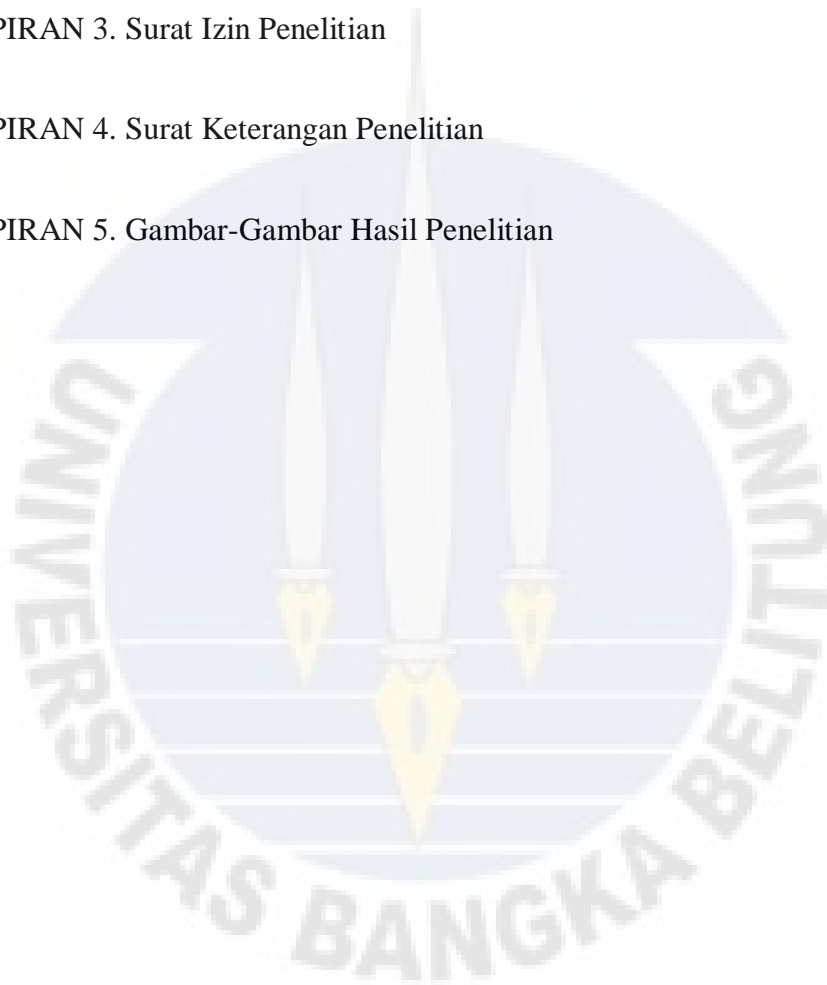 PIRAN 3. Surat Izin Penelitian
PIRAN 4. Surat Keterangan Penelitian
PIRAN 5. Gambar-Gambar Hasil Penelitian
UNIVERSITAS BANGKA BELITUNG